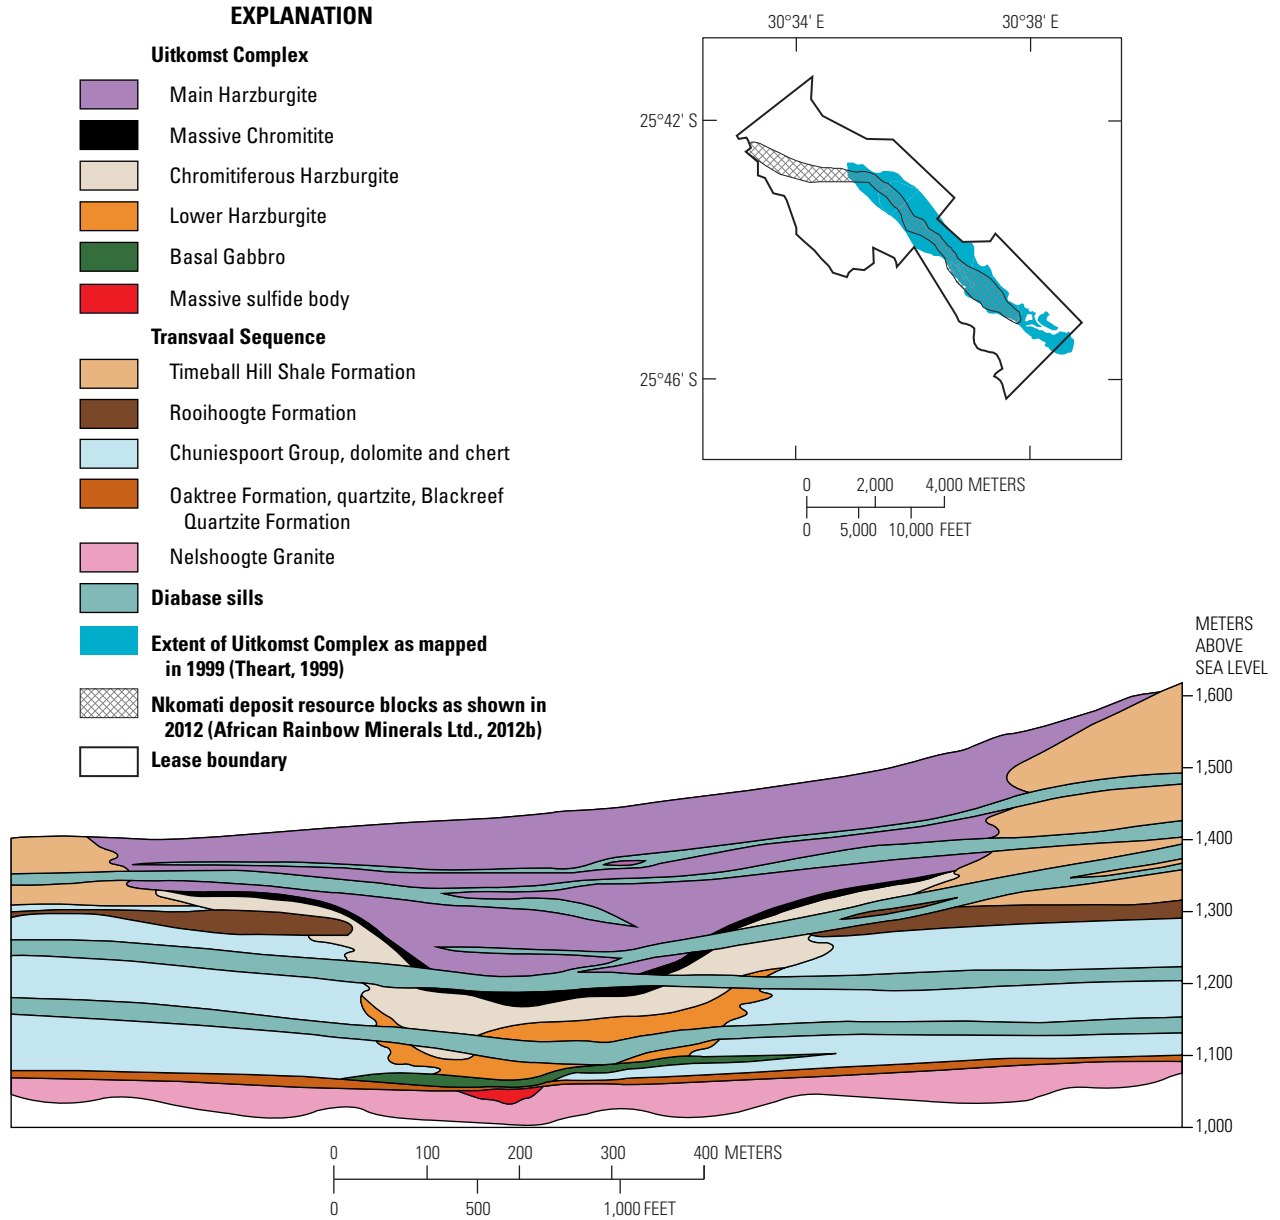 EXPLANATION
Uitkomst Complex
Main Harzburgite
Massive Chromitite
Chromitiferous Harzburgite
Lower Harzburgite
Basal Gabbro
Massive sulfide body
Transvaal Sequence
Timeball Hill Shale Formation
Rooihoogte Formation
Chuniespoort Group, dolomite and chert
Oaktree Formation, quartzite, Blackreef
Quartzite Formation
Nelshoogte Granite
Diabase sills
Extent of Uitkomst Complex as mapped
in 1999 (Theart, 1999)
Nkomati deposit resource blocks as shown in
2012 (African Rainbow Minerals Ltd., 2012b)
Lease boundary
30°34' E 30°38' E
25°42' S
25°46' S
0 2,000 4,000 METERS
0 5,000 10,000 FEET
METERS
ABOVE
SEA LEVEL
1,600
1,500
1,400
1,300
1,200
1,100
1,000
0 100 200 300 400 METERS
0 500 1,000 FEET